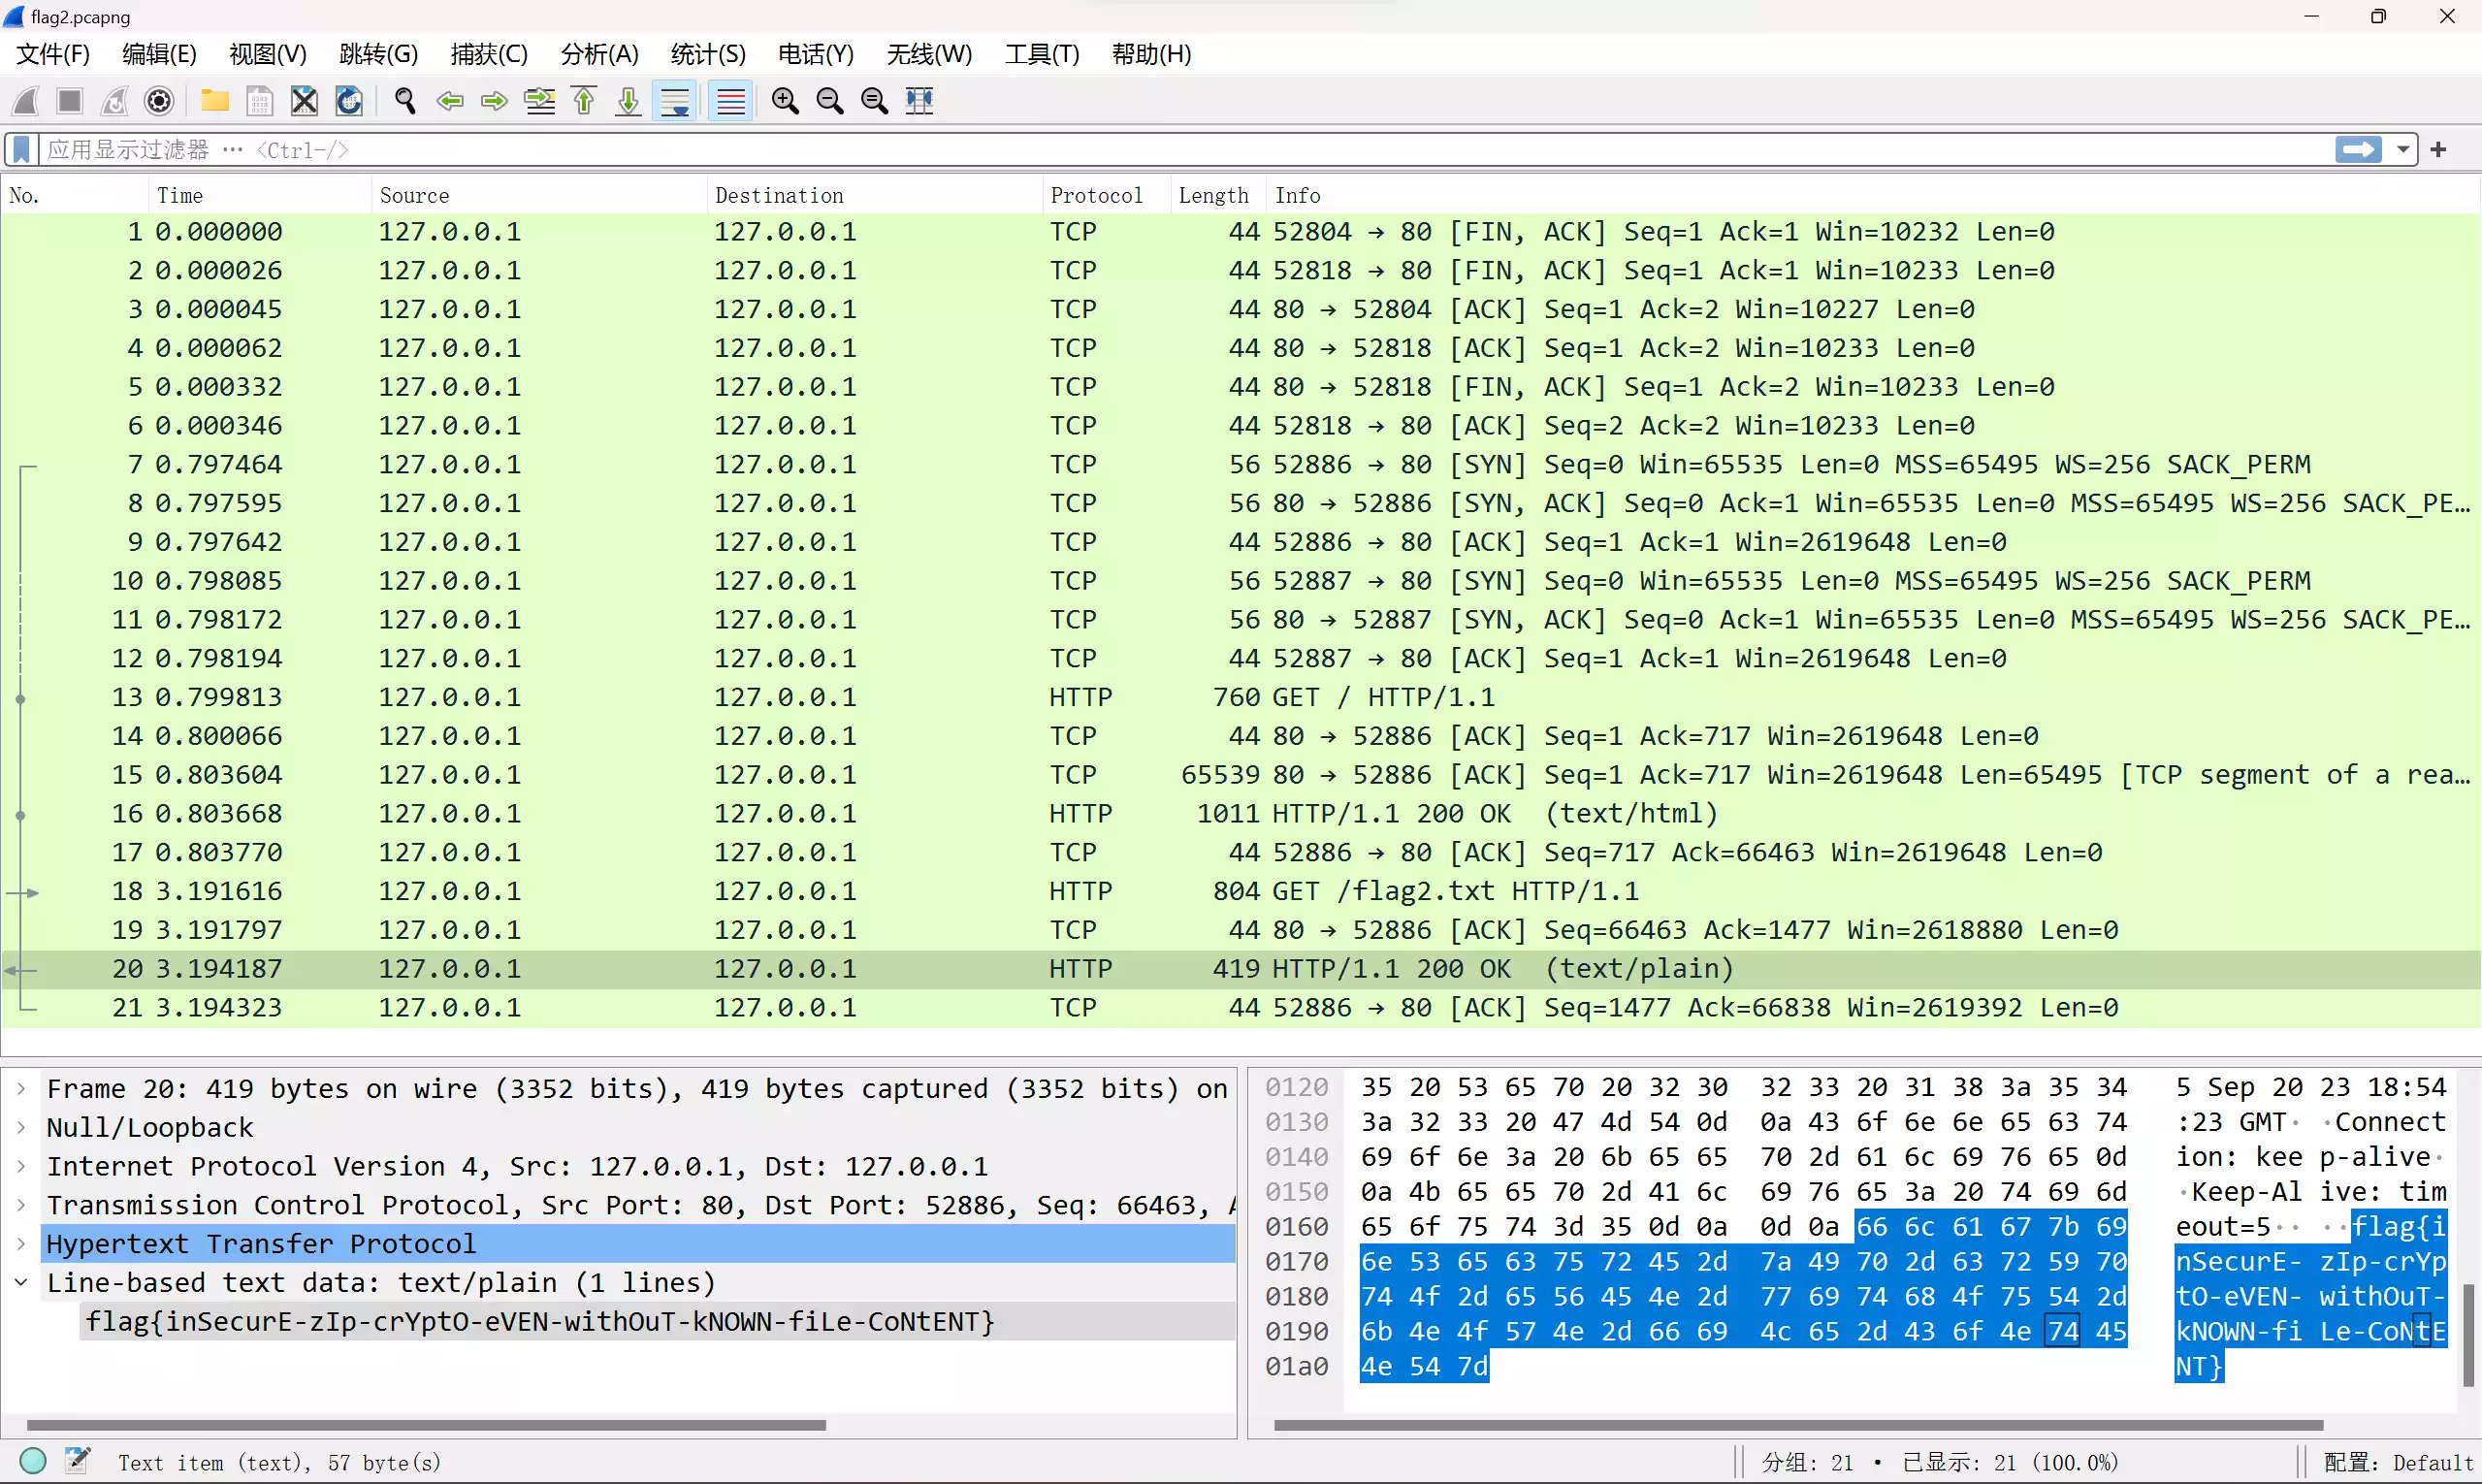 flag2.pcapng
文件(F) 编辑(E) 视图(V) 跳转(G) 捕获(C) 分析(A) 统计(S) 电话(Y) 无线(W) 工具(T) 帮助(H)
应用显示过滤器 … <Ctrl-/>
No. Time Source Destination Protocol Length Info
1 0.000000 127.0.0.1 127.0.0.1 TCP 44 52804 → 80 [FIN, ACK] Seq=1 Ack=1 Win=10232 Len=0
2 0.000026 127.0.0.1 127.0.0.1 TCP 44 52818 → 80 [FIN, ACK] Seq=1 Ack=1 Win=10233 Len=0
3 0.000045 127.0.0.1 127.0.0.1 TCP 44 80 → 52804 [ACK] Seq=1 Ack=2 Win=10227 Len=0
4 0.000062 127.0.0.1 127.0.0.1 TCP 44 80 → 52818 [ACK] Seq=1 Ack=2 Win=10233 Len=0
5 0.000332 127.0.0.1 127.0.0.1 TCP 44 80 → 52818 [FIN, ACK] Seq=1 Ack=2 Win=10233 Len=0
6 0.000346 127.0.0.1 127.0.0.1 TCP 44 52818 → 80 [ACK] Seq=2 Ack=2 Win=10233 Len=0
7 0.797464 127.0.0.1 127.0.0.1 TCP 56 52886 → 80 [SYN] Seq=0 Win=65535 Len=0 MSS=65495 WS=256 SACK_PERM
8 0.797595 127.0.0.1 127.0.0.1 TCP 56 80 → 52886 [SYN, ACK] Seq=0 Ack=1 Win=65535 Len=0 MSS=65495 WS=256 SACK_PE…
9 0.797642 127.0.0.1 127.0.0.1 TCP 44 52886 → 80 [ACK] Seq=1 Ack=1 Win=2619648 Len=0
10 0.798085 127.0.0.1 127.0.0.1 TCP 56 52887 → 80 [SYN] Seq=0 Win=65535 Len=0 MSS=65495 WS=256 SACK_PERM
11 0.798172 127.0.0.1 127.0.0.1 TCP 56 80 → 52887 [SYN, ACK] Seq=0 Ack=1 Win=65535 Len=0 MSS=65495 WS=256 SACK_PE…
12 0.798194 127.0.0.1 127.0.0.1 TCP 44 52887 → 80 [ACK] Seq=1 Ack=1 Win=2619648 Len=0
13 0.799813 127.0.0.1 127.0.0.1 HTTP 760 GET / HTTP/1.1
14 0.800066 127.0.0.1 127.0.0.1 TCP 44 80 → 52886 [ACK] Seq=1 Ack=717 Win=2619648 Len=0
15 0.803604 127.0.0.1 127.0.0.1 TCP 65539 80 → 52886 [ACK] Seq=1 Ack=717 Win=2619648 Len=65495 [TCP segment of a rea…
16 0.803668 127.0.0.1 127.0.0.1 HTTP 1011 HTTP/1.1 200 OK (text/html)
17 0.803770 127.0.0.1 127.0.0.1 TCP 44 52886 → 80 [ACK] Seq=717 Ack=66463 Win=2619648 Len=0
18 3.191616 127.0.0.1 127.0.0.1 HTTP 804 GET /flag2.txt HTTP/1.1
19 3.191797 127.0.0.1 127.0.0.1 TCP 44 80 → 52886 [ACK] Seq=66463 Ack=1477 Win=2618880 Len=0
20 3.194187 127.0.0.1 127.0.0.1 HTTP 419 HTTP/1.1 200 OK (text/plain)
21 3.194323 127.0.0.1 127.0.0.1 TCP 44 52886 → 80 [ACK] Seq=1477 Ack=66838 Win=2619392 Len=0
Frame 20: 419 bytes on wire (3352 bits), 419 bytes captured (3352 bits) on
Null/Loopback
Internet Protocol Version 4, Src: 127.0.0.1, Dst: 127.0.0.1
Transmission Control Protocol, Src Port: 80, Dst Port: 52886, Seq: 66463, A
Hypertext Transfer Protocol
Line-based text data: text/plain (1 lines)
flag{inSecurE-zIp-crYptO-eVEN-withOuT-kNOWN-fiLe-CoNtENT}
0120 35 20 53 65 70 20 32 30 32 33 20 31 38 3a 35 34 5 Sep 20 23 18:54
0130 3a 32 33 20 47 4d 54 0d 0a 43 6f 6e 6e 65 63 74 :23 GMT· ·Connect
0140 69 6f 6e 3a 20 6b 65 65 70 2d 61 6c 69 76 65 0d ion: kee p-alive·
0150 0a 4b 65 65 70 2d 41 6c 69 76 65 3a 20 74 69 6d ·Keep-Al ive: tim
0160 65 6f 75 74 3d 35 0d 0a 0d 0a 66 6c 61 67 7b 69 eout=5·· ··flag{i
0170 6e 53 65 63 75 72 45 2d 7a 49 70 2d 63 72 59 70 nSecurE- zIp-crYp
0180 74 4f 2d 65 56 45 4e 2d 77 69 74 68 4f 75 54 2d tO-eVEN- withOuT-
0190 6b 4e 4f 57 4e 2d 66 69 4c 65 2d 43 6f 4e 74 45 kNOWN-fi Le-CoNtE
01a0 4e 54 7d NT}
Text item (text), 57 byte(s) 分组: 21 · 已显示: 21 (100.0%) 配置: Default